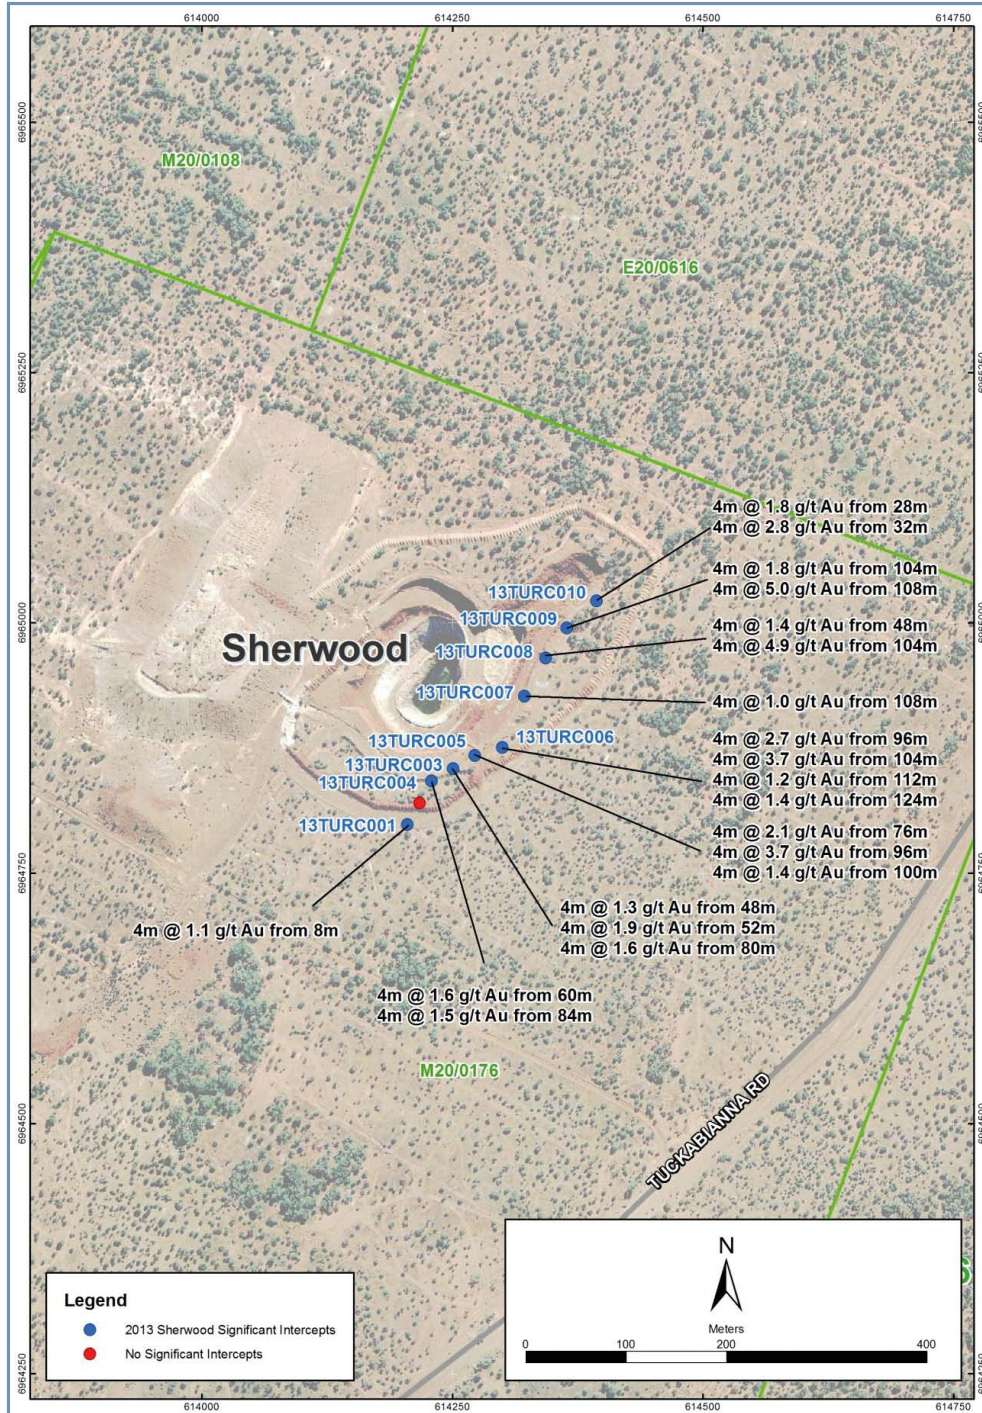 614000
614250
614500
614750
6965500
6965500
M20/0108
E20/0616
6965250
6965250
4m @ 1.8 g/t Au from 28m
4m @ 2.8 g/t Au from 32m
4m @ 1.8 g/t Au from 104m
4m @ 5.0 g/t Au from 108m
13TURC010
13TURC009
6965000
6965000
4m @ 1.4 g/t Au from 48m
4m @ 4.9 g/t Au from 104m
Sherwood
13TURC008
13TURC007
4m @ 1.0 g/t Au from 108m
13TURC006
13TURC005
13TURC003
13TURC004
4m @ 2.7 g/t Au from 96m
4m @ 3.7 g/t Au from 104m
4m @ 1.2 g/t Au from 112m
4m @ 1.4 g/t Au from 124m
13TURC001
4m @ 2.1 g/t Au from 76m
4m @ 3.7 g/t Au from 96m
4m @ 1.4 g/t Au from 100m
6964750
6964750
4m @ 1.1 g/t Au from 8m
4m @ 1.3 g/t Au from 48m
4m @ 1.9 g/t Au from 52m
4m @ 1.6 g/t Au from 80m
4m @ 1.6 g/t Au from 60m
4m @ 1.5 g/t Au from 84m
M20/0176
6964500
6964500
TUCKABIANNA RD
N
Meters
0
100
200
400
Legend
2013 Sherwood Significant Intercepts
No Significant Intercepts
6964250
6964250
614000
614250
614500
614750